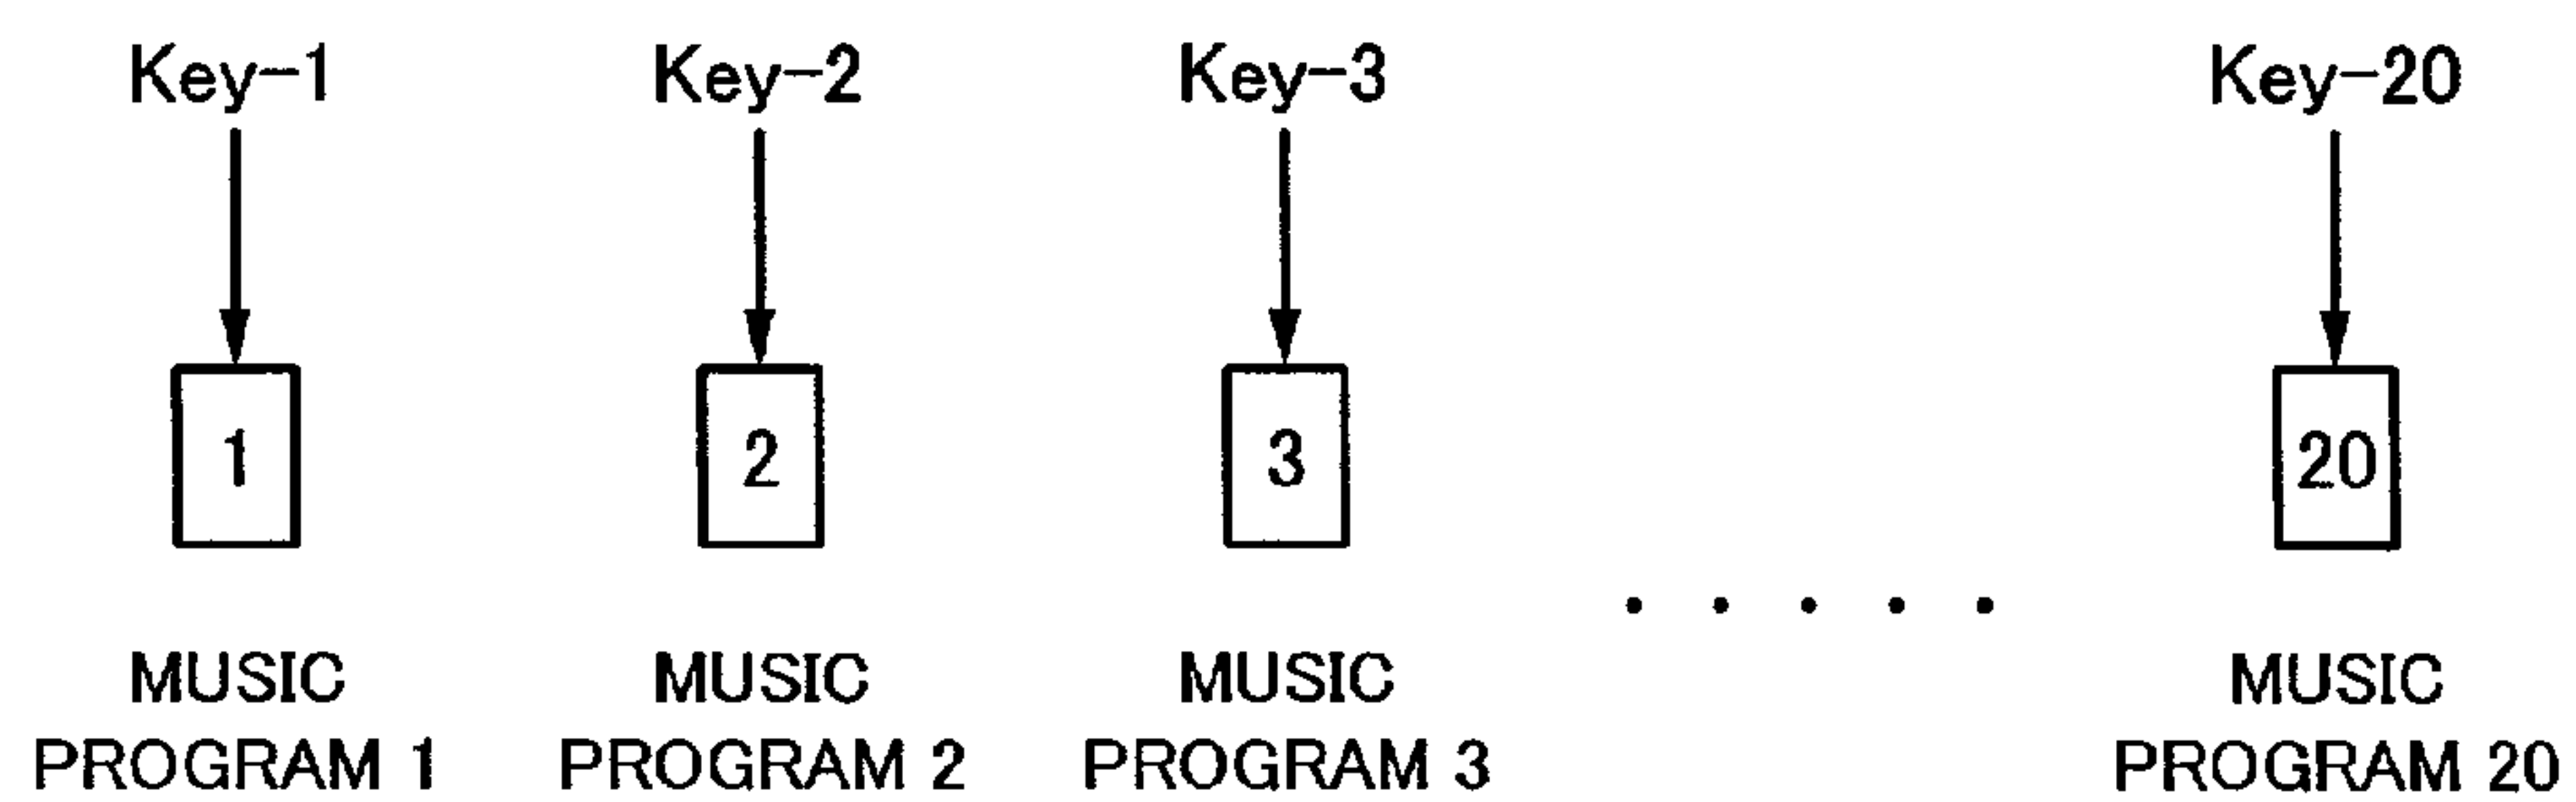 Key-1 Key-2 Key-3 Key-20
1 2 3 20
. . . . .
MUSIC MUSIC MUSIC MUSIC
PROGRAM 1 PROGRAM 2 PROGRAM 3 PROGRAM 20